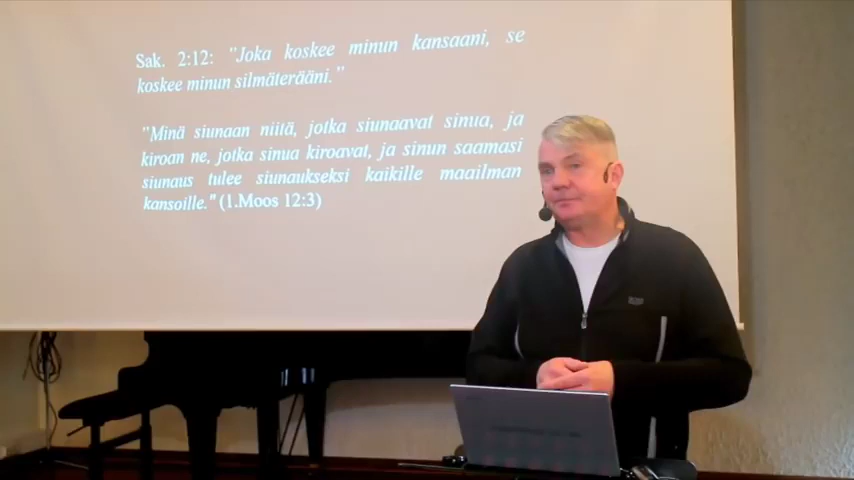 Sak. 2:12: "Joka koskee minun kansaani, se
koskee minun silmäterääni."
"Minä siunaan niitä, jotka siunaavat sinua, ja
kiroan ne, jotka sinua kiroavat, ja sinun saamasi
siunaus tulee siunaukseksi kaikille maailman
kansoille." (1.Moos 12:3)